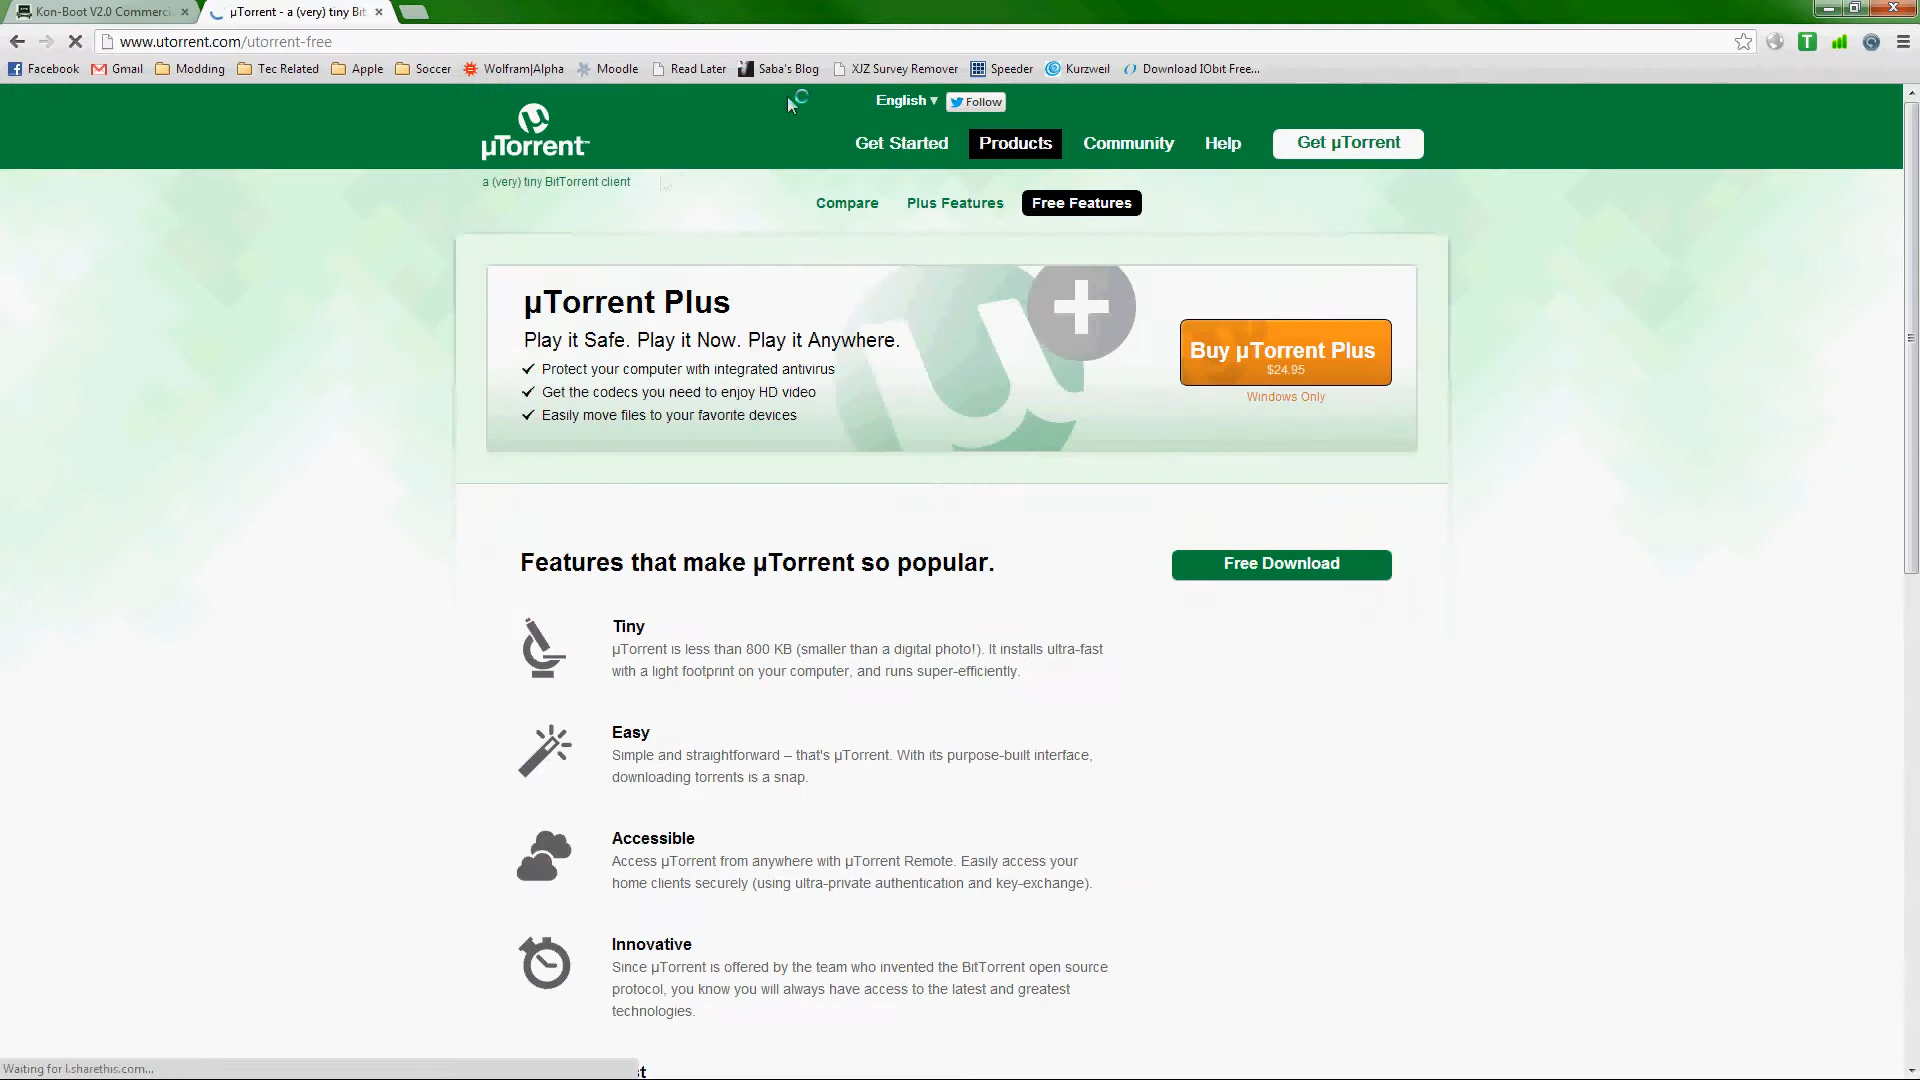 Kon-Boot V2.0 Commerci
µTorrent - a (very) tiny Bit
www.utorrent.com/utorrent-free
Facebook Gmail Modding Tec Related Apple Soccer Wolfram|Alpha Moodle Read Later Saba's Blog XJZ Survey Remover Speeder Kurzweil Download IObit Free...
English ▾ Follow
µTorrent™
Get Started Products Community Help Get µTorrent
a (very) tiny BitTorrent client
Compare Plus Features Free Features
µTorrent Plus
Play it Safe. Play it Now. Play it Anywhere.
Protect your computer with integrated antivirus
Get the codecs you need to enjoy HD video
Easily move files to your favorite devices
Buy µTorrent Plus
$24.95
Windows Only
Features that make µTorrent so popular.
Free Download
Tiny
µTorrent is less than 800 KB (smaller than a digital photo!). It installs ultra-fast
with a light footprint on your computer, and runs super-efficiently.
Easy
Simple and straightforward – that's µTorrent. With its purpose-built interface,
downloading torrents is a snap.
Accessible
Access µTorrent from anywhere with µTorrent Remote. Easily access your
home clients securely (using ultra-private authentication and key-exchange).
Innovative
Since µTorrent is offered by the team who invented the BitTorrent open source
protocol, you know you will always have access to the latest and greatest
technologies.
Waiting for l.sharethis.com...